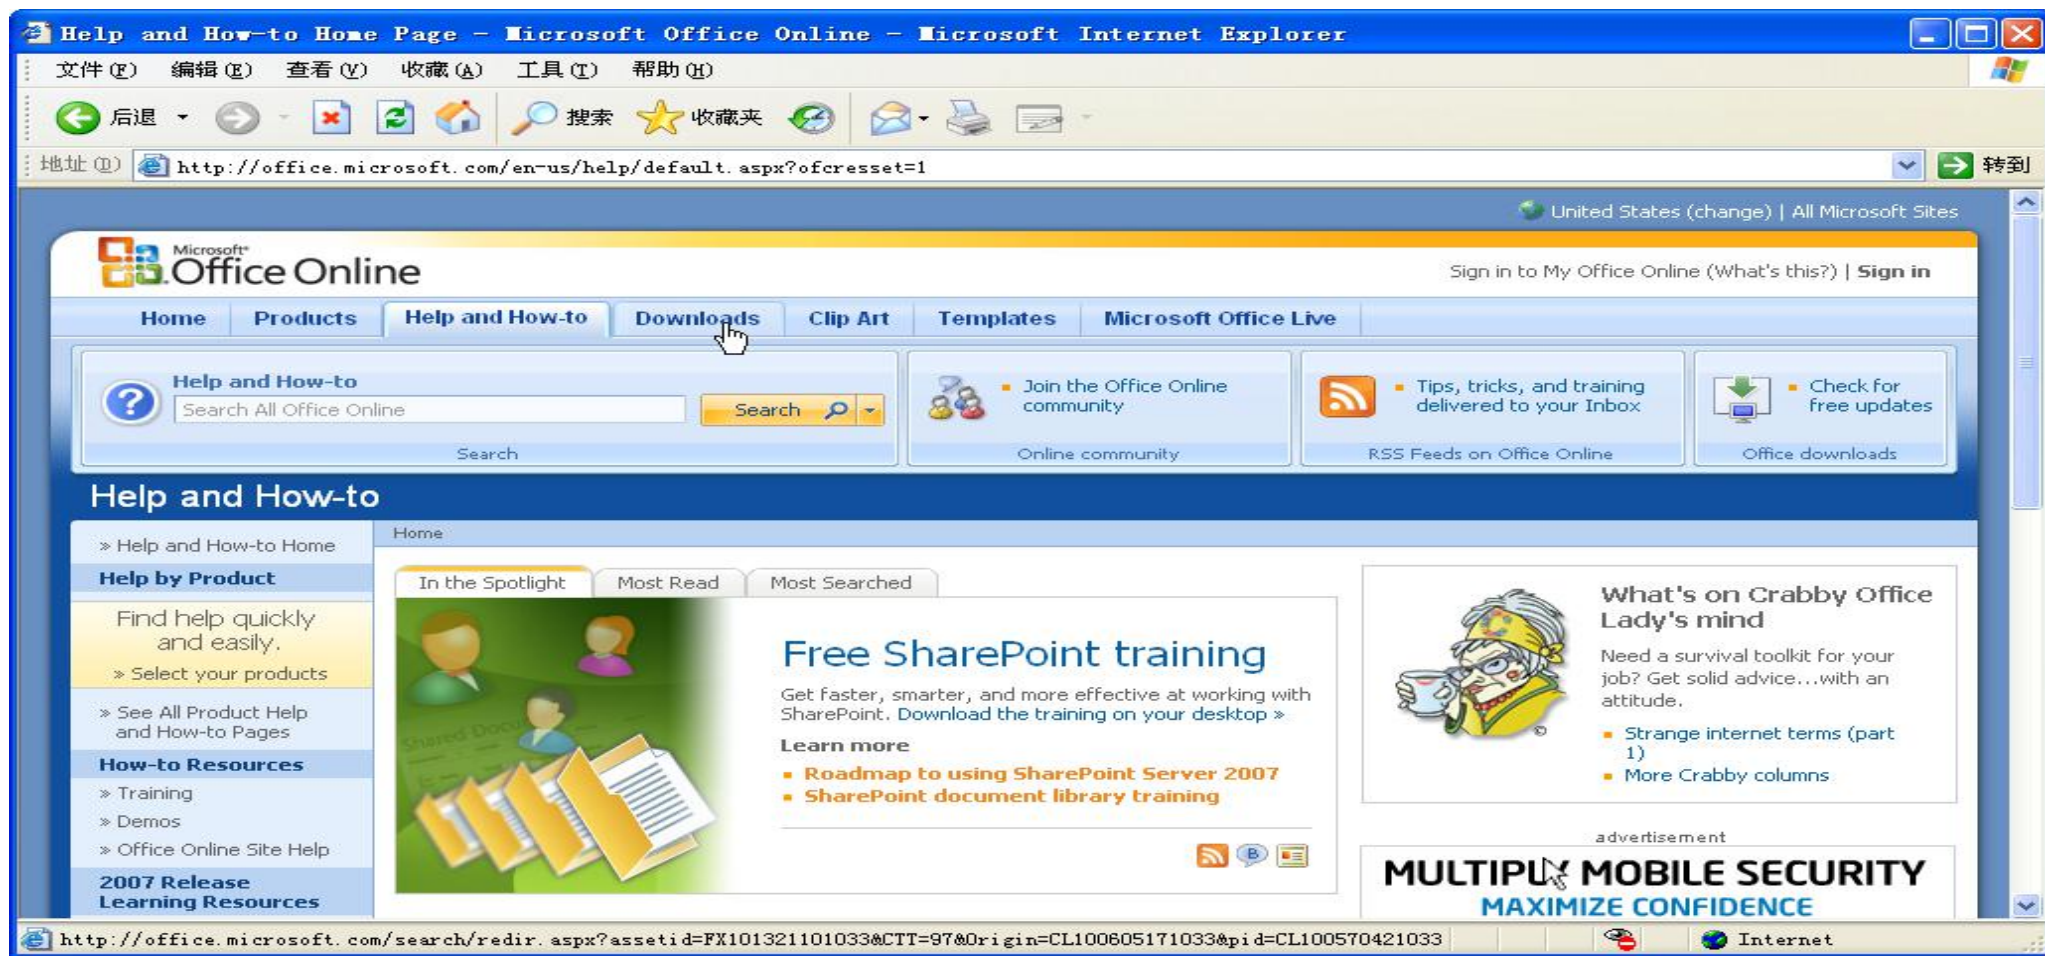 Help and How-to Home Page - Microsoft Office Online - Microsoft Internet Explorer
文件(F) 编辑(E) 查看(V) 收藏(A) 工具(T) 帮助(H)
后退 搜索 收藏夹
地址(D) http://office.microsoft.com/en-us/help/default.aspx?ofcresset=1 转到
United States (change) | All Microsoft Sites
Microsoft®
Office Online
Sign in to My Office Online (What's this?) | Sign in
Home Products Help and How-to Downloads Clip Art Templates Microsoft Office Live
Help and How-to
Search All Office Online Search
Search
Join the Office Online
community
Online community
Tips, tricks, and training
delivered to your Inbox
RSS Feeds on Office Online
Check for
free updates
Office downloads
Help and How-to
» Help and How-to Home
Help by Product
Find help quickly
and easily.
» Select your products
» See All Product Help
and How-to Pages
How-to Resources
» Training
» Demos
» Office Online Site Help
2007 Release
Learning Resources
Home
In the Spotlight Most Read Most Searched
Shared Doc
Free SharePoint training
Get faster, smarter, and more effective at working with
SharePoint. Download the training on your desktop »
Learn more
Roadmap to using SharePoint Server 2007
SharePoint document library training
What's on Crabby Office
Lady's mind
Need a survival toolkit for your
job? Get solid advice...with an
attitude.
Strange internet terms (part
1)
More Crabby columns
advertisement
MULTIPLY MOBILE SECURITY
MAXIMIZE CONFIDENCE
http://office.microsoft.com/search/redir.aspx?assetid=FX101321101033&CTT=97&Origin=CL100605171033&pid=CL100570421033 Internet